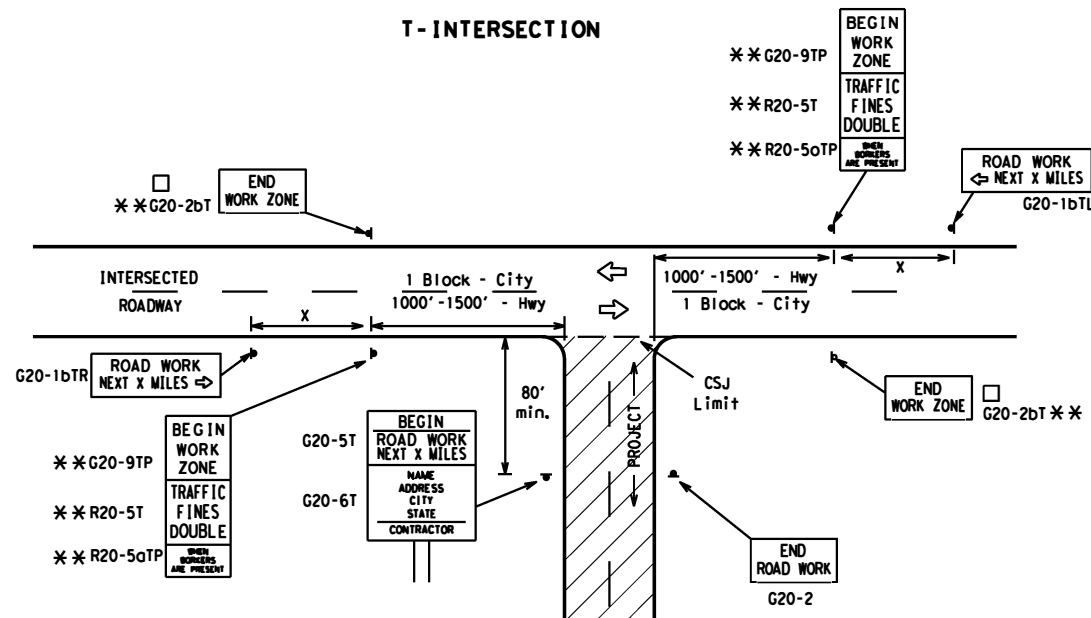 T-INTERSECTION
BEGIN
WORK
ZONE
TRAFFIC
FINES
DOUBLE
WHEN
WORKERS
ARE PRESENT
**G20-9TP
**R20-5T
**R20-5aTP
ROAD WORK
⇦ NEXT X MILES
G20-1bTL
END
WORK ZONE
□
**G20-2bT
INTERSECTED
ROADWAY
1 Block - City
1000'-1500' - Hwy
X
1000'-1500' - Hwy
1 Block - City
X
G20-1bTR
ROAD WORK
NEXT X MILES ⇨
80'
min.
CSJ
Limit
PROJECT
END
WORK ZONE
□
G20-2bT **
BEGIN
WORK
ZONE
TRAFFIC
FINES
DOUBLE
WHEN
WORKERS
ARE PRESENT
**G20-9TP
**R20-5T
**R20-5aTP
G20-5T
BEGIN
ROAD WORK
NEXT X MILES
G20-6T
NAME
ADDRESS
CITY
STATE
CONTRACTOR
END
ROAD WORK
G20-2